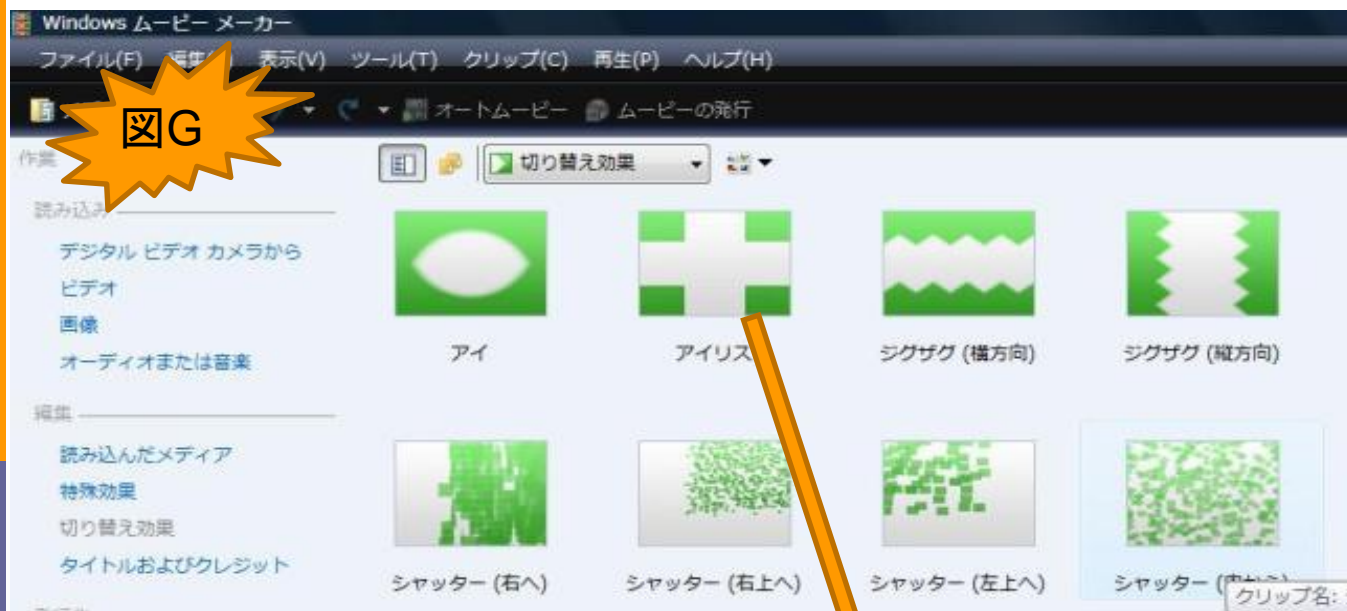 Windows ムービー メーカー
ファイル(F) 編集 表示(V) ツール(T) クリップ(C) 再生(P) ヘルプ(H)
図G
オートムービー ムービーの発行
作業
切り替え効果
読み込み
デジタル ビデオ カメラから
ビデオ
画像
オーディオまたは音楽
アイ アイリス ジグザグ (横方向) ジグザグ (縦方向)
編集
読み込んだメディア
特殊効果
切り替え効果
タイトルおよびクレジット
シャッター (右へ) シャッター (右上へ) シャッター (左上へ) シャッター
クリップ名: